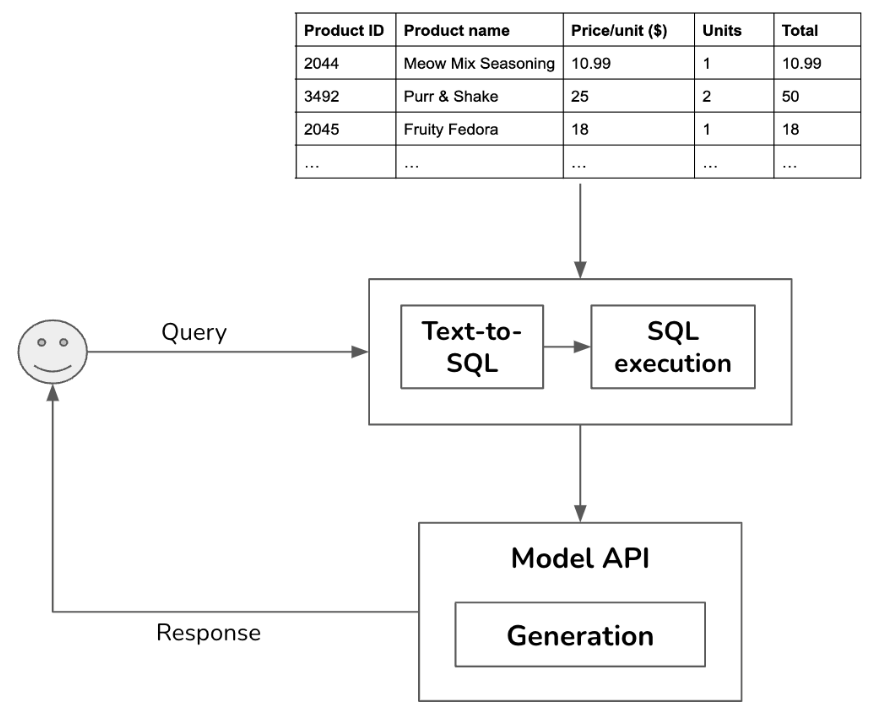 Product ID Product name Price/unit ($) Units Total
2044 Meow Mix Seasoning 10.99 1 10.99
3492 Purr & Shake 25 2 50
2045 Fruity Fedora 18 1 18
... ... ... ... ...
Query
Text-to-
SQL
SQL
execution
Model API
Generation
Response